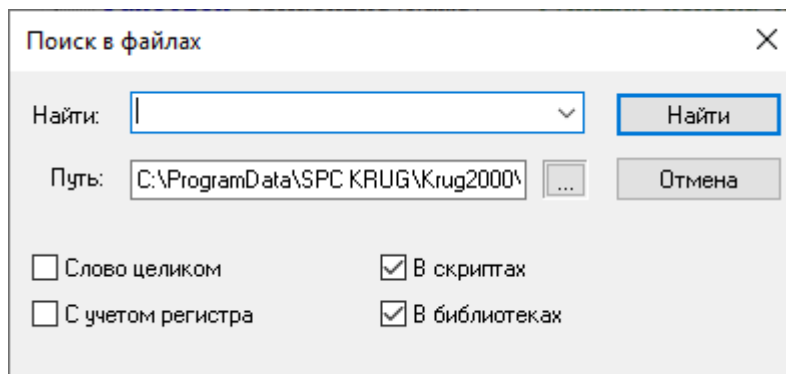 Поиск в файлах
Найти:
Найти
Путь: C:\ProgramData\SPC KRUG\Krug2000\ ... Отмена
Слово целиком В скриптах
С учетом регистра В библиотеках